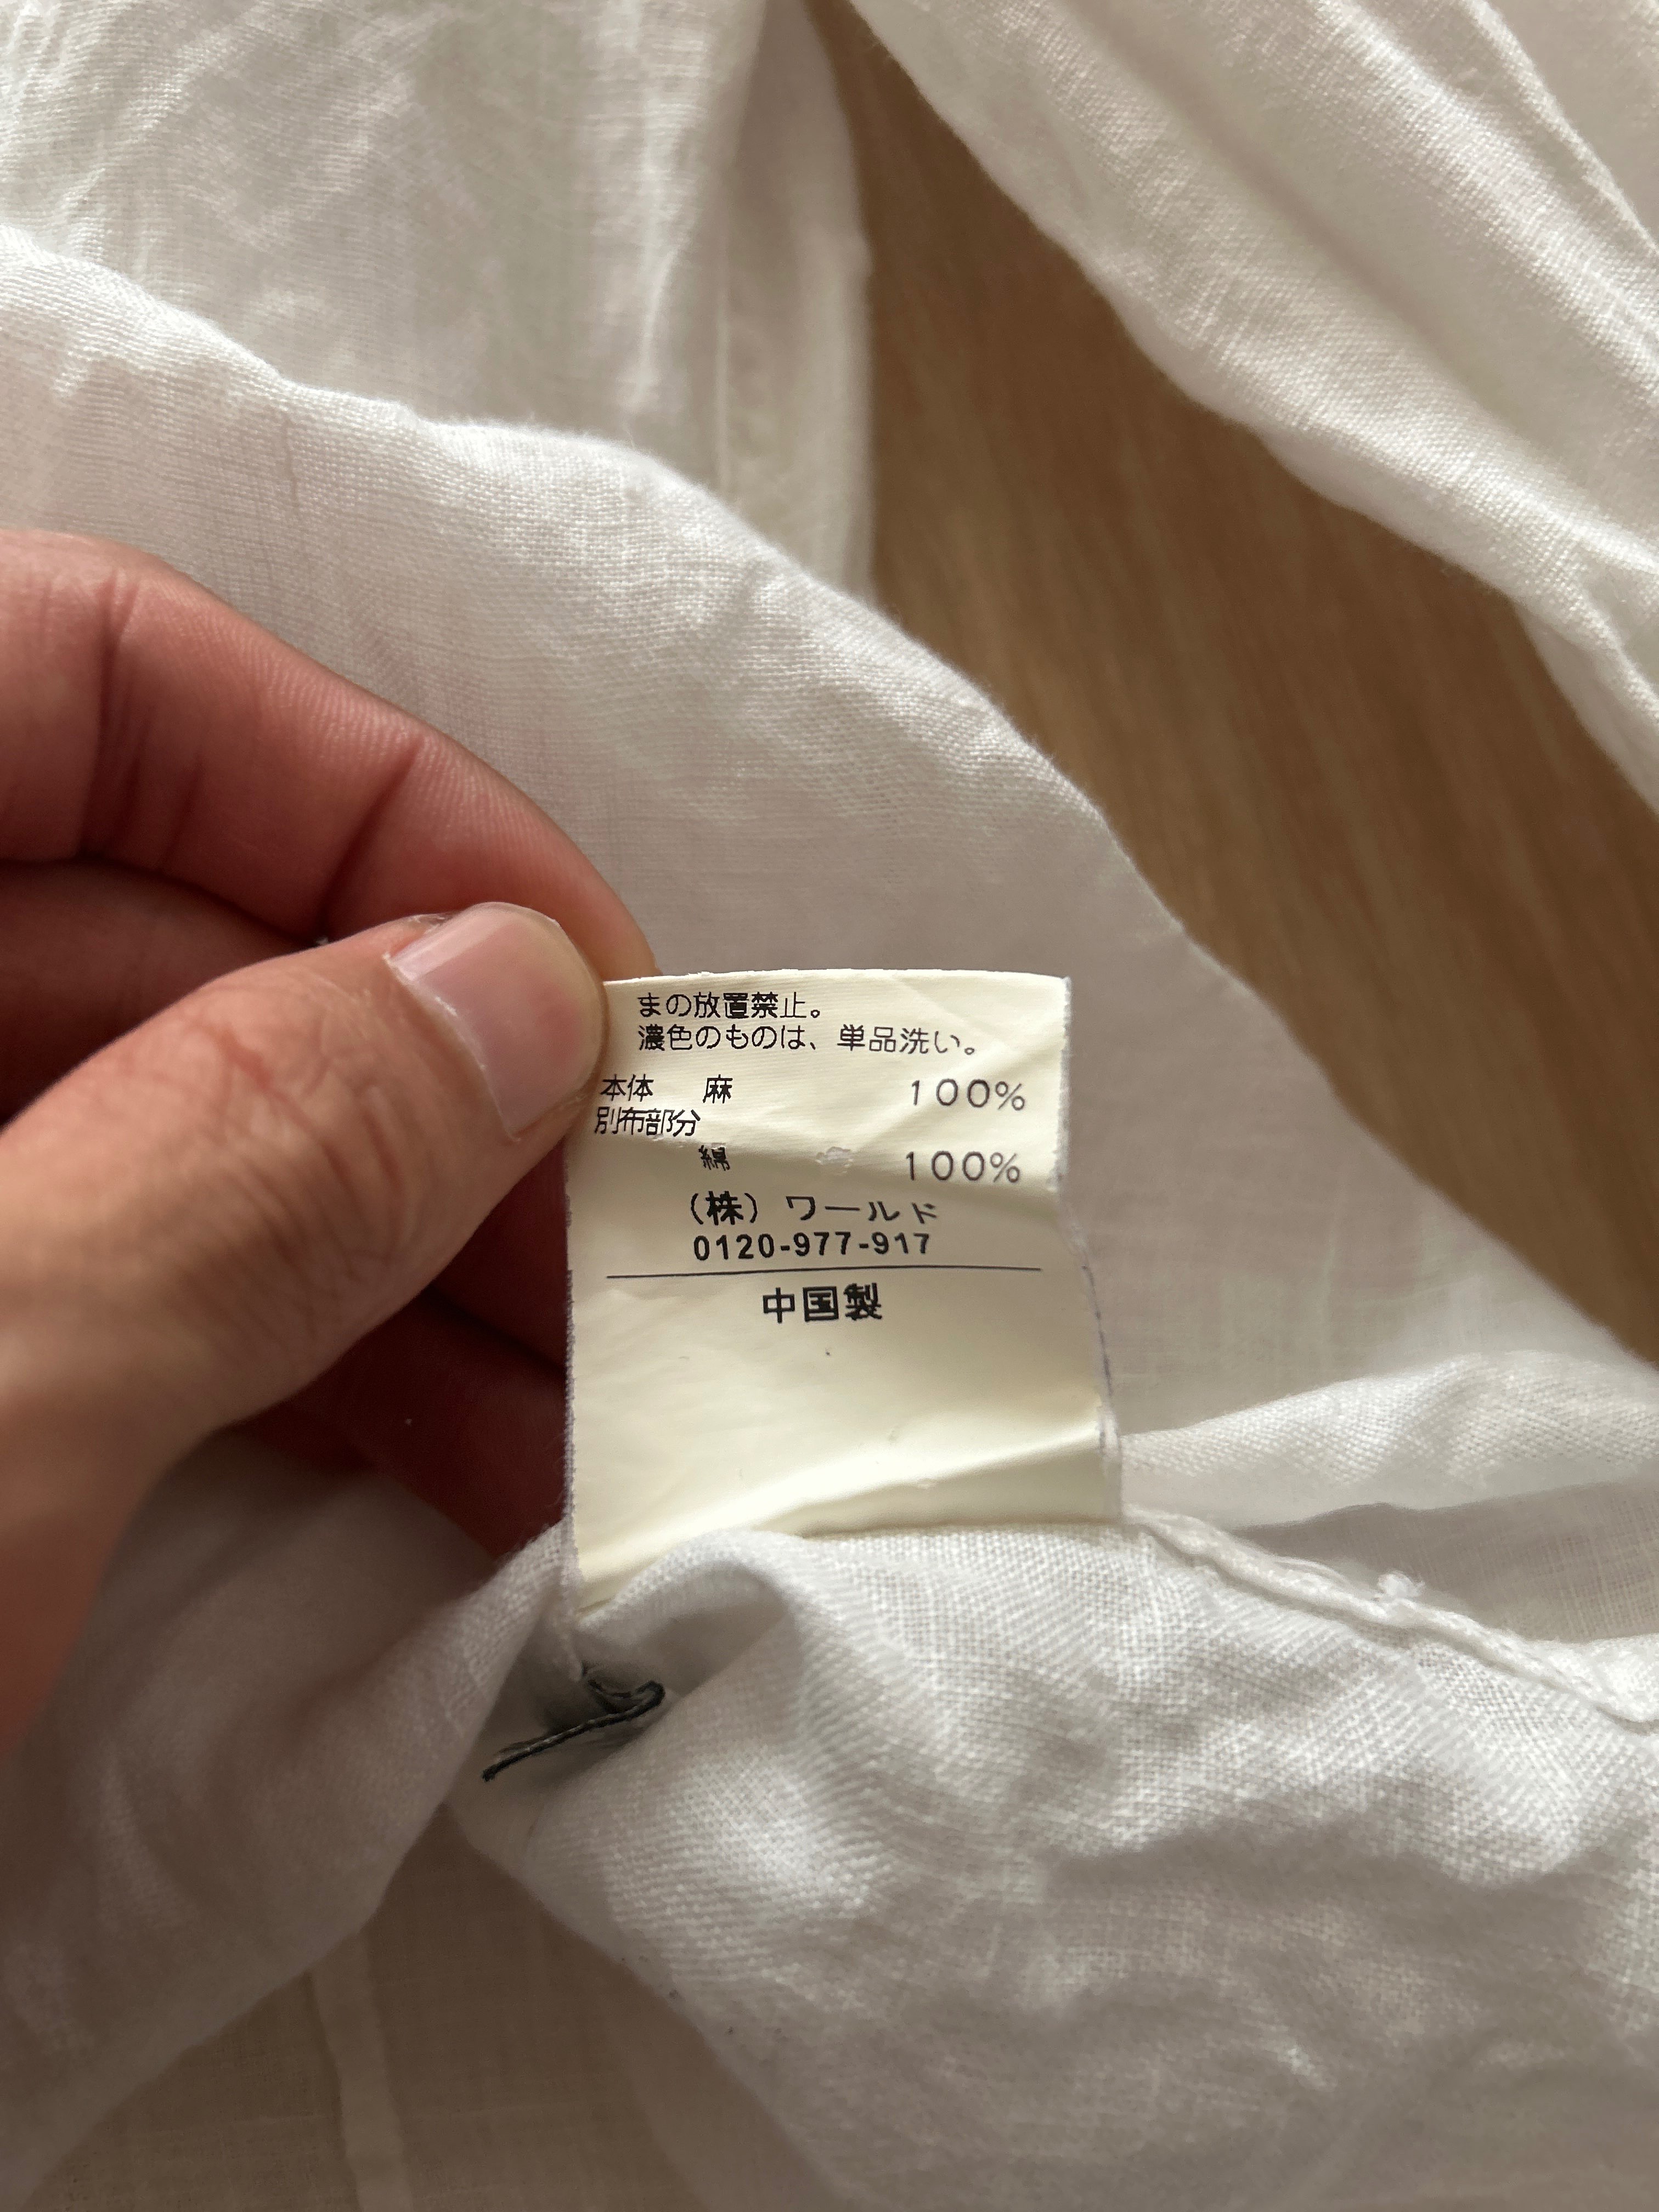 まの放置禁止。
濃色のものは、単品洗い。
本体 麻 100%
別布部分
綿 100%
(株) ワールド
0120-977-917
中国製